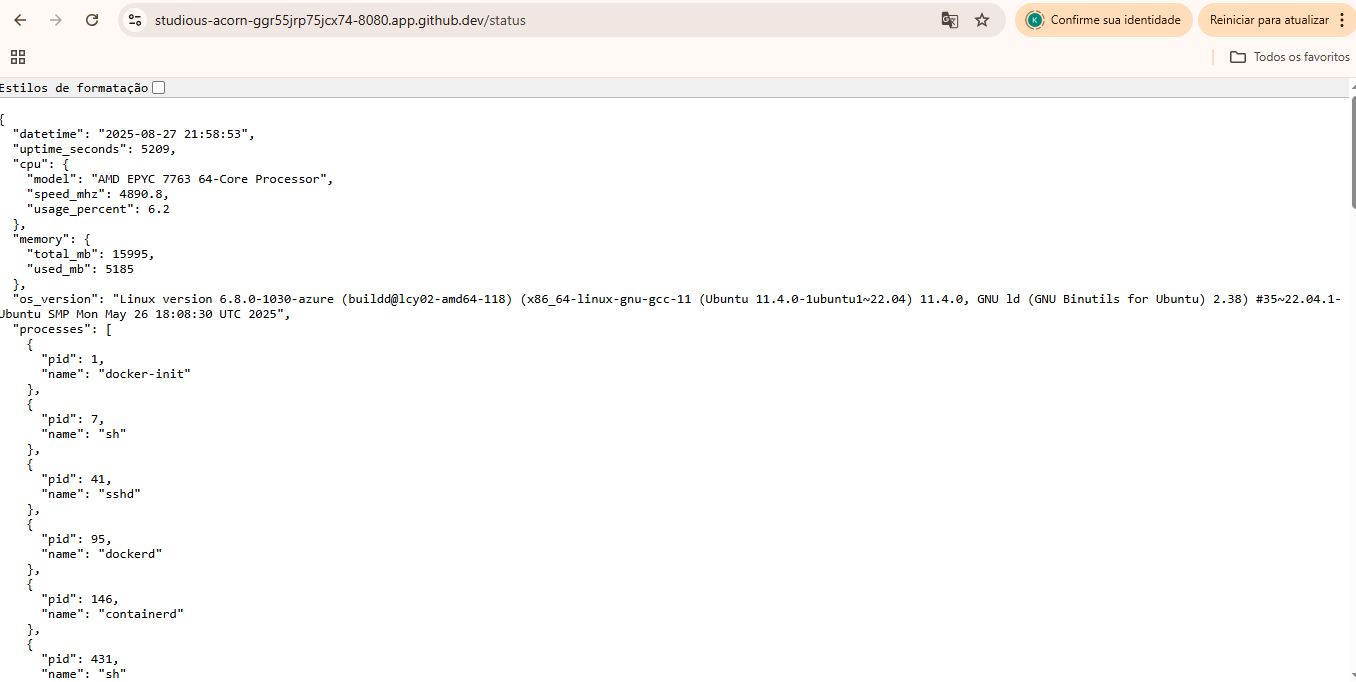 studious-acorn-ggr55jrp75jcx74-8080.app.github.dev/status
K Confirme sua identidade
Reiniciar para atualizar
Todos os favoritos
Estilos de formatação
{
  "datetime": "2025-08-27 21:58:53",
  "uptime_seconds": 5209,
  "cpu": {
    "model": "AMD EPYC 7763 64-Core Processor",
    "speed_mhz": 4890.8,
    "usage_percent": 6.2
  },
  "memory": {
    "total_mb": 15995,
    "used_mb": 5185
  },
  "os_version": "Linux version 6.8.0-1030-azure (buildd@lcy02-amd64-118) (x86_64-linux-gnu-gcc-11 (Ubuntu 11.4.0-1ubuntu1~22.04) 11.4.0, GNU ld (GNU Binutils for Ubuntu) 2.38) #35~22.04.1-
Ubuntu SMP Mon May 26 18:08:30 UTC 2025",
  "processes": [
    {
      "pid": 1,
      "name": "docker-init"
    },
    {
      "pid": 7,
      "name": "sh"
    },
    {
      "pid": 41,
      "name": "sshd"
    },
    {
      "pid": 95,
      "name": "dockerd"
    },
    {
      "pid": 146,
      "name": "containerd"
    },
    {
      "pid": 431,
      "name": "sh"